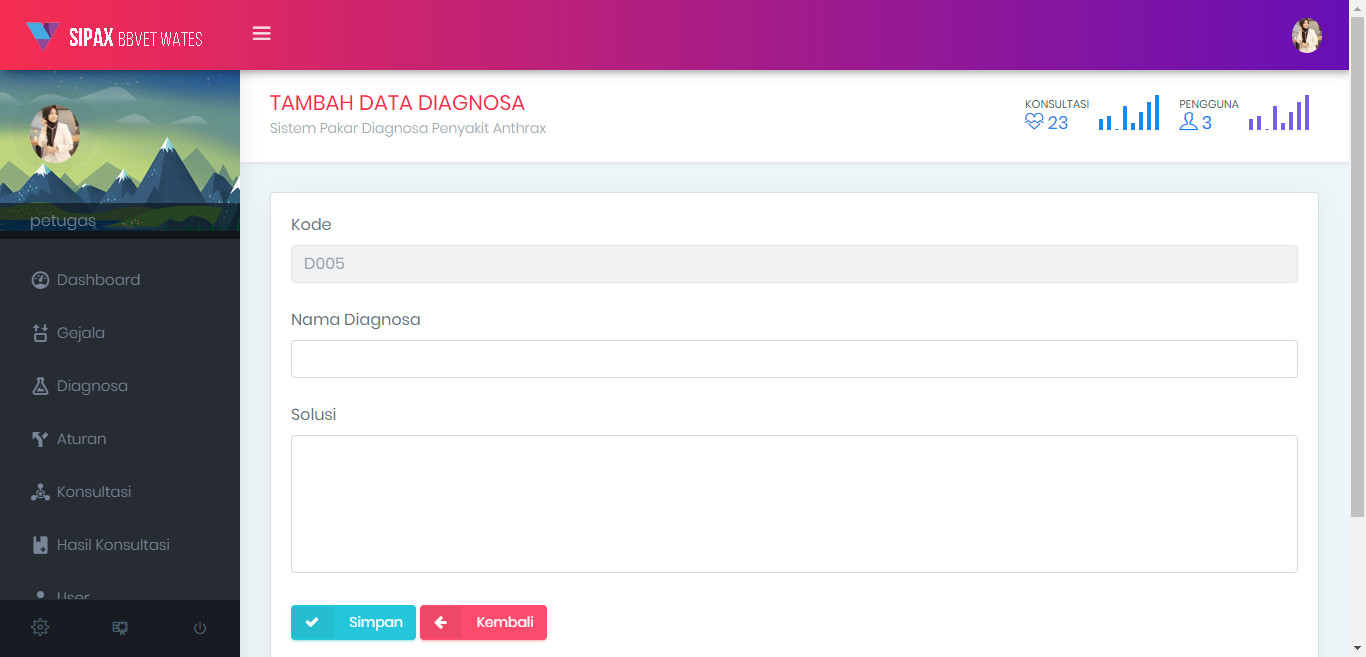 SIPAX BBVET WATES
petugas
Dashboard
Gejala
Diagnosa
Aturan
Konsultasi
Hasil Konsultasi
User
TAMBAH DATA DIAGNOSA
Sistem Pakar Diagnosa Penyakit Anthrax
KONSULTASI
23
PENGGUNA
3
Kode
D005
Nama Diagnosa
Solusi
Simpan
Kembali